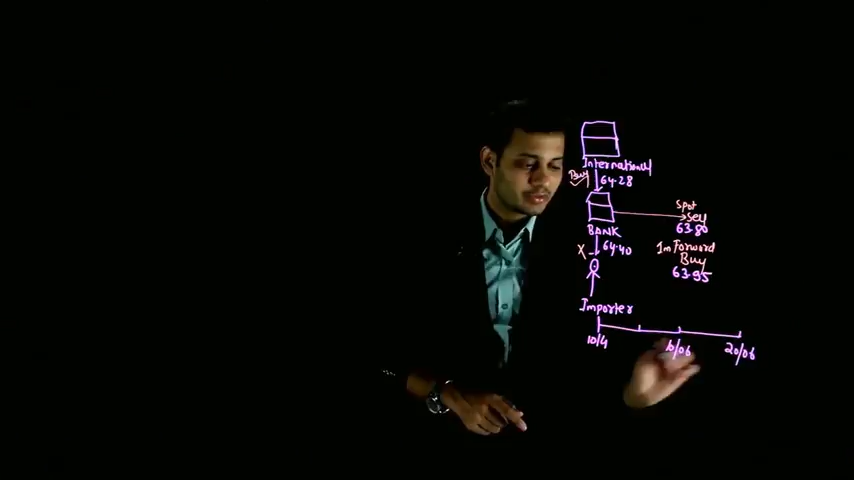 International
Buy
64.28
Spot
Sell
63.80
BANK
64.40
X
1m Forward
Buy
63.95
Importer
10/4
10/06
20/06